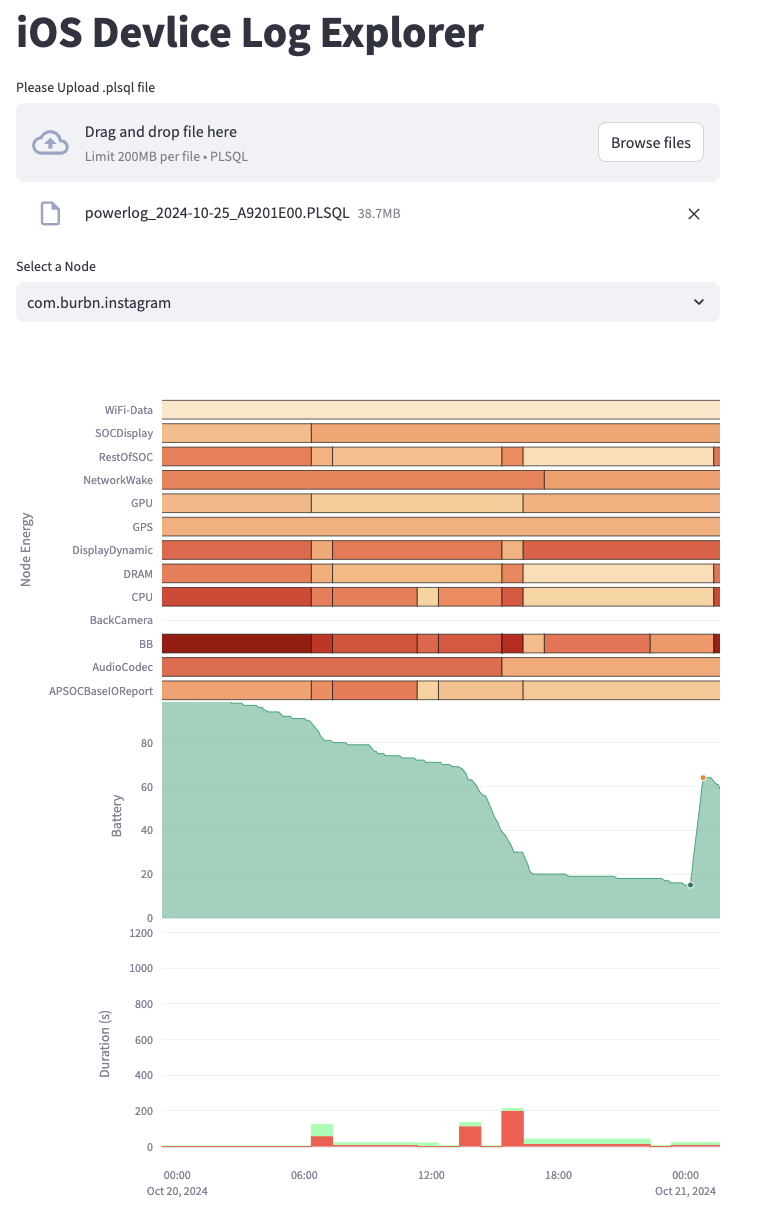 iOS Devlice Log Explorer
Please Upload .plsql file
Drag and drop file here
Limit 200MB per file • PLSQL
Browse files
powerlog_2024-10-25_A9201E00.PLSQL 38.7MB
Select a Node
com.burbn.instagram
Node Energy
WiFi-Data
SOCDisplay
RestOfSOC
NetworkWake
GPU
GPS
DisplayDynamic
DRAM
CPU
BackCamera
BB
AudioCodec
APSOCBaseIOReport
Battery
80
60
40
20
0
Duration (s)
1200
1000
800
600
400
200
0
00:00 06:00 12:00 18:00 00:00
Oct 20, 2024 Oct 21, 2024